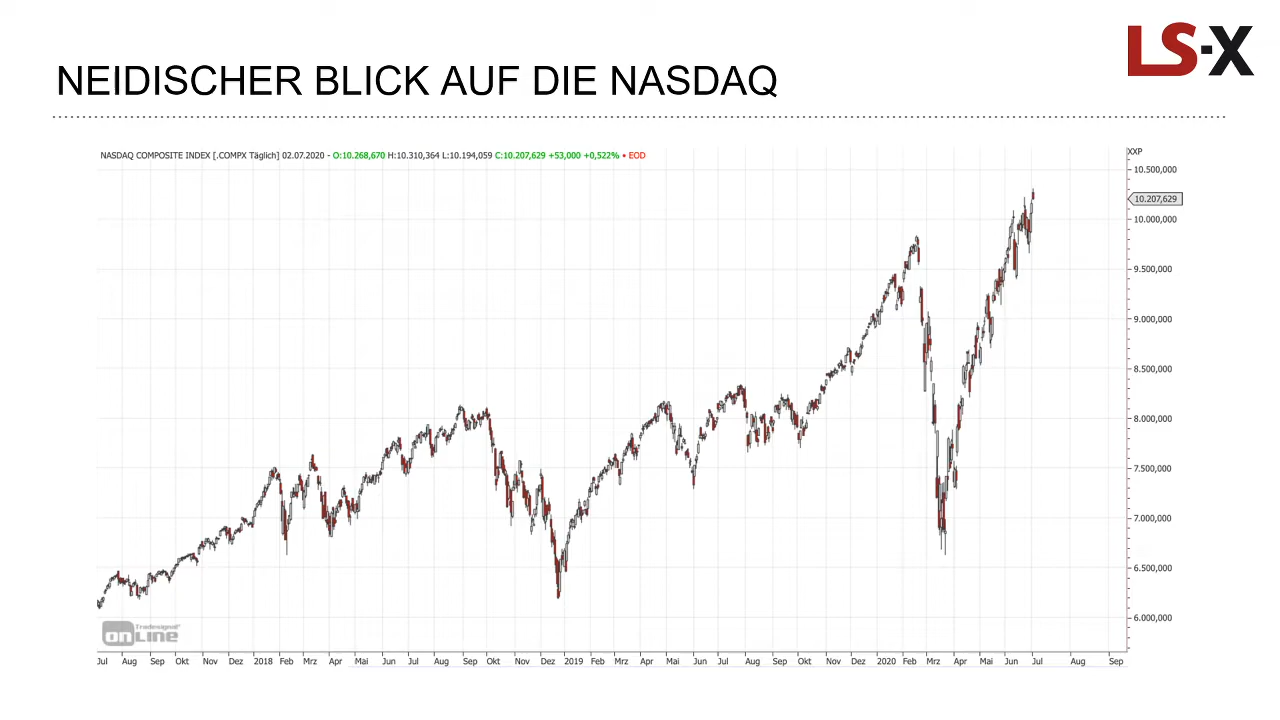 LS-X
NEIDISCHER BLICK AUF DIE NASDAQ
NASDAQ COMPOSITE INDEX [.COMPX Täglich] 02.07.2020 - O:10.268,670 H:10.310,364 L:10.194,059 C:10.207,629 +53,000 +0,522% • EOD
XXP
10.500,000
10.207,629
10.000,000
9.500,000
9.000,000
8.500,000
8.000,000
7.500,000
7.000,000
6.500,000
6.000,000
Tradesignal®
onLine
Jul Aug Sep Okt Nov Dez 2018 Feb Mrz Apr Mai Jun Jul Aug Sep Okt Nov Dez 2019 Feb Mrz Apr Mai Jun Jul Aug Sep Okt Nov Dez 2020 Feb Mrz Apr Mai Jun Jul Aug Sep